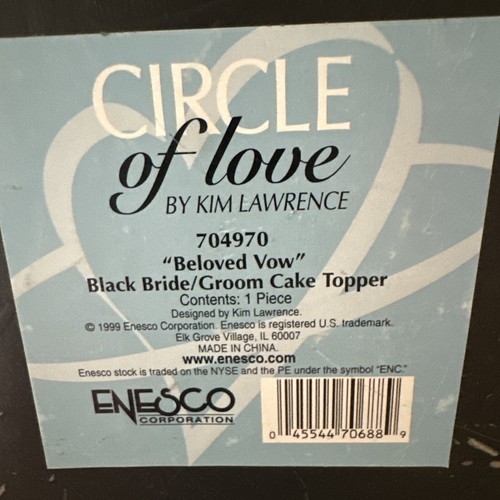 CIRCLE
of love
BY KIM LAWRENCE
704970
“Beloved Vow”
Black Bride/Groom Cake Topper
Contents: 1 Piece
Designed by Kim Lawrence.
© 1999 Enesco Corporation. Enesco is registered U.S. trademark.
Elk Grove Village, IL 60007
MADE IN CHINA.
www.enesco.com
Enesco stock is traded on the NYSE and the PE under the symbol “ENC.”
ENESCO
CORPORATION
0 45544 70688 9